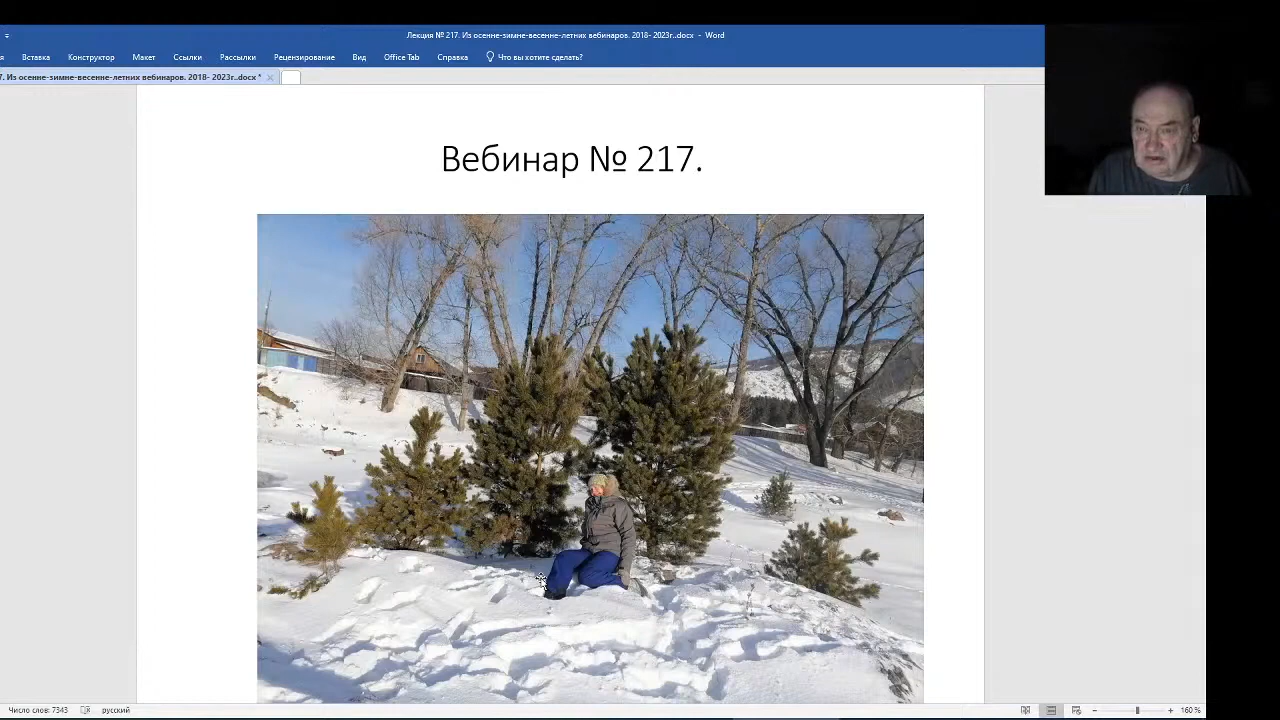 Лекция № 217. Из осенне-зимне-весенне-летних вебинаров. 2018- 2023г..docx - Word
Вставка Конструктор Макет Ссылки Рассылки Рецензирование Вид Office Tab Справка Что вы хотите сделать?
7. Из осенне-зимне-весенне-летних вебинаров. 2018- 2023г..docx *
Вебинар № 217.
Число слов: 7343 русский 160 %